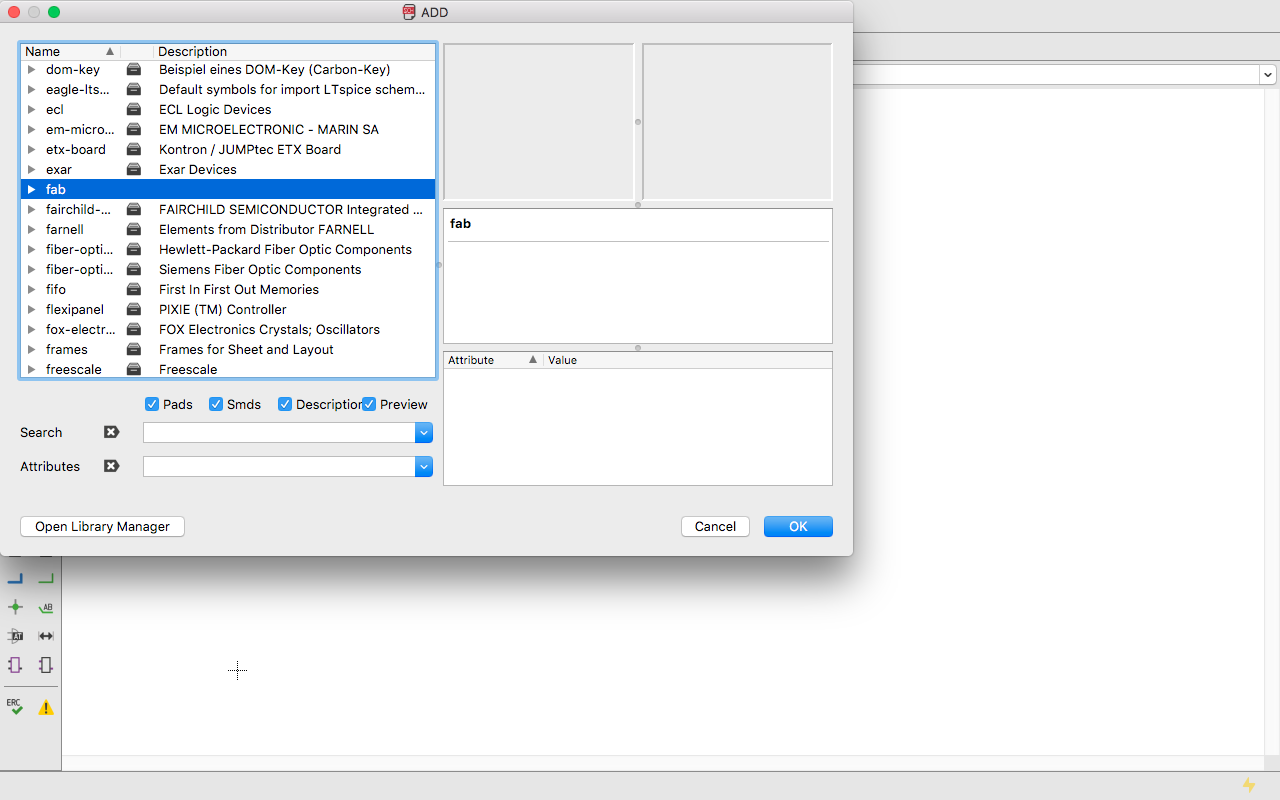 ADD
Name Description
dom-key Beispiel eines DOM-Key (Carbon-Key)
eagle-lts... Default symbols for import LTspice schem...
ecl ECL Logic Devices
em-micro... EM MICROELECTRONIC - MARIN SA
etx-board Kontron / JUMPtec ETX Board
exar Exar Devices
fab
fairchild-... FAIRCHILD SEMICONDUCTOR Integrated ...
farnell Elements from Distributor FARNELL
fiber-opti... Hewlett-Packard Fiber Optic Components
fiber-opti... Siemens Fiber Optic Components
fifo First In First Out Memories
flexipanel PIXIE (TM) Controller
fox-electr... FOX Electronics Crystals; Oscillators
frames Frames for Sheet and Layout
freescale Freescale
fab
Attribute Value
Pads Smds Description Preview
Search
Attributes
Open Library Manager Cancel OK
AB
AT
ERC